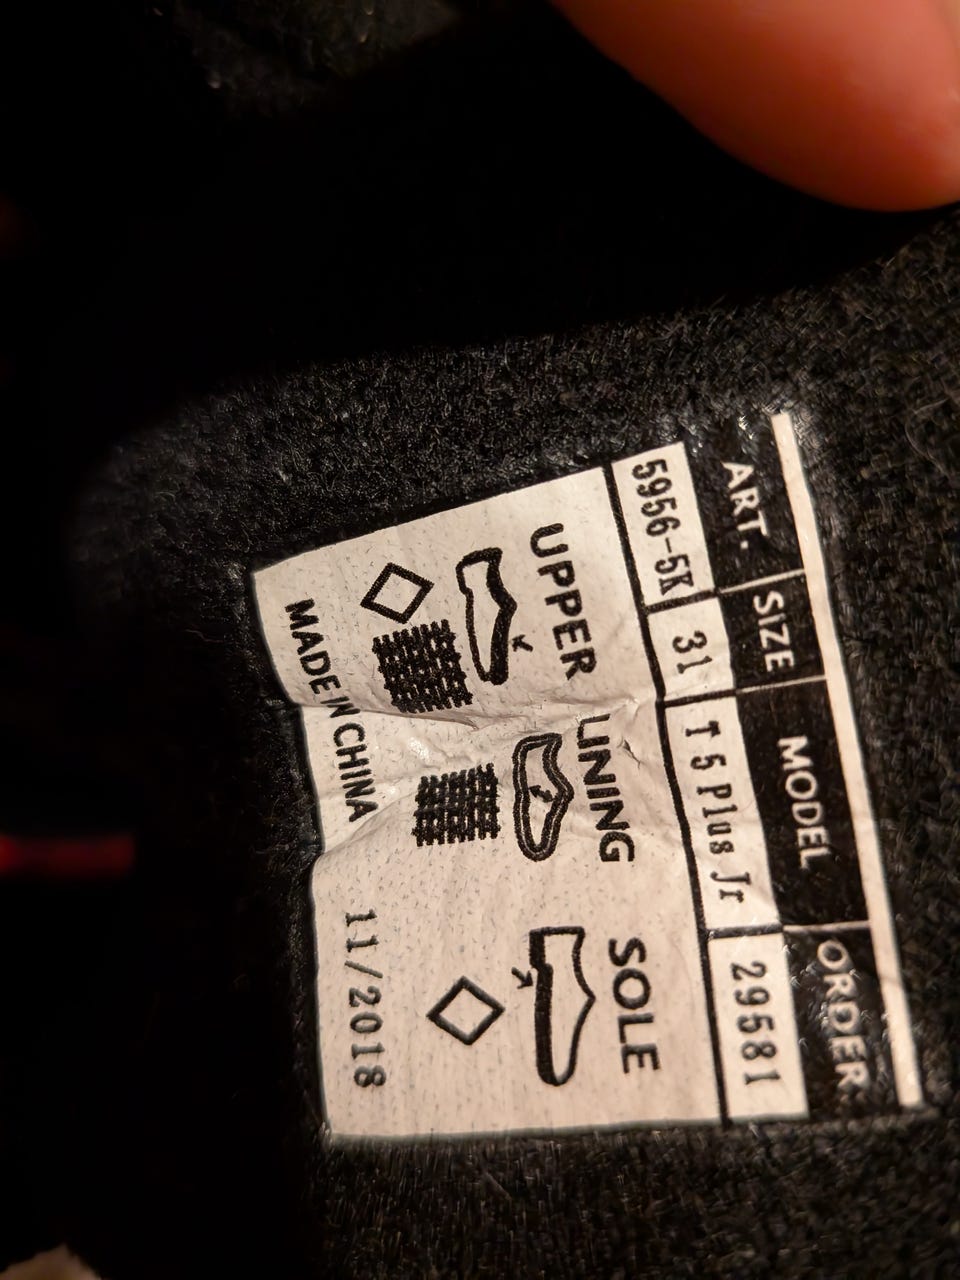 ART. SIZE MODEL ORDER
5956-5K 31 T 5 Plus Jr 29581
UPPER LINING SOLE
MADE IN CHINA 11/2018